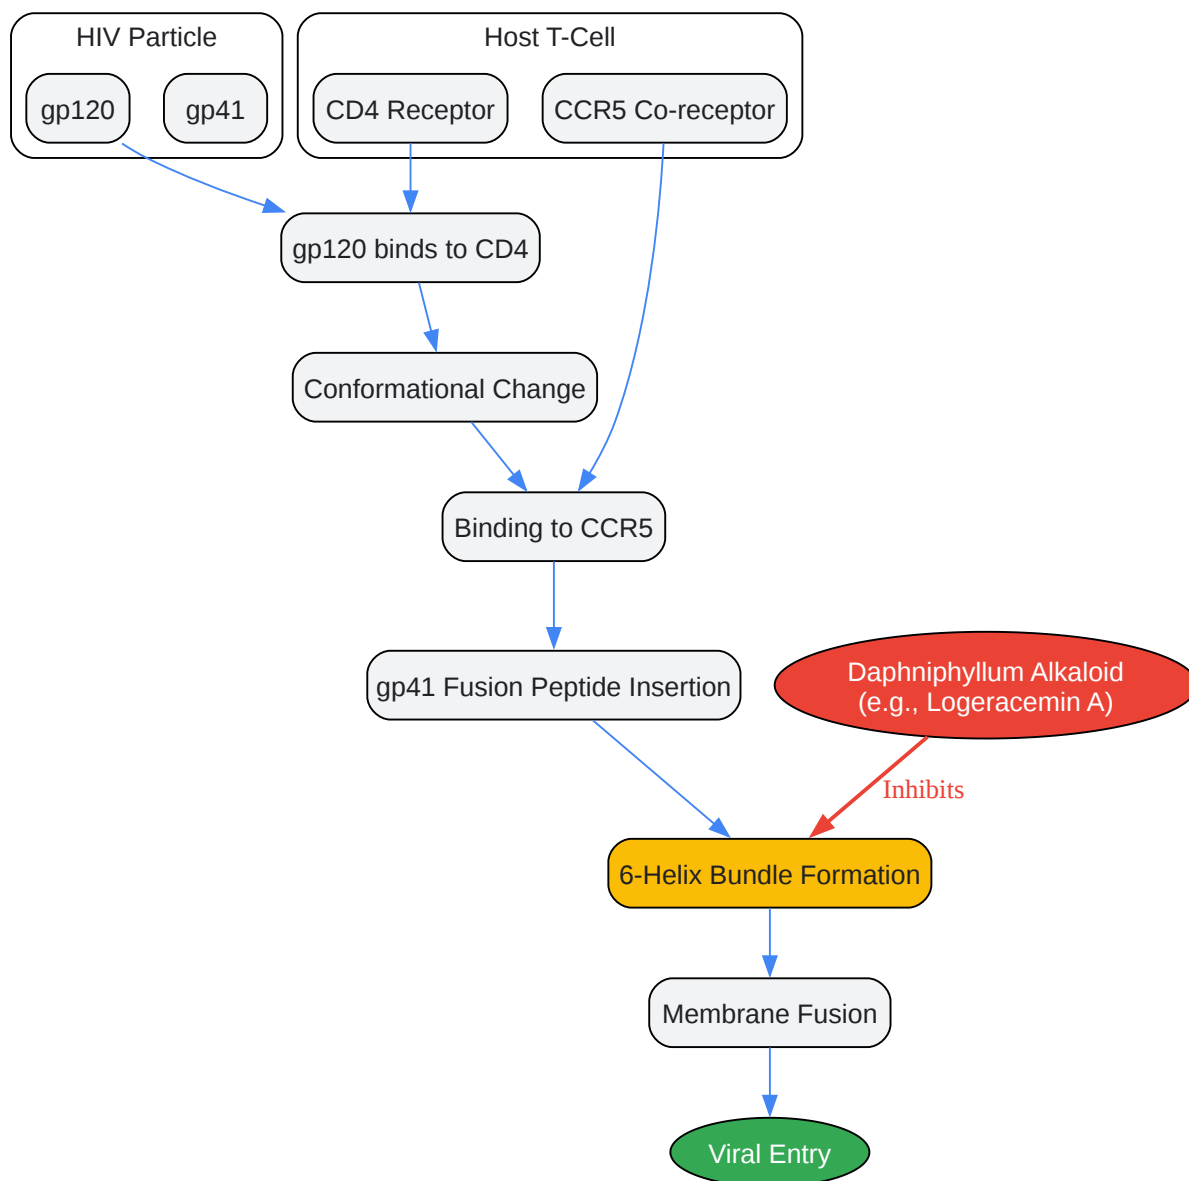 HIV Particle
Host T-Cell
gp120
gp41
CD4 Receptor
CCR5 Co-receptor
gp120 binds to CD4
Conformational Change
Binding to CCR5
gp41 Fusion Peptide Insertion
Daphniphyllum Alkaloid
(e.g., Logeracemin A)
Inhibits
6-Helix Bundle Formation
Membrane Fusion
Viral Entry